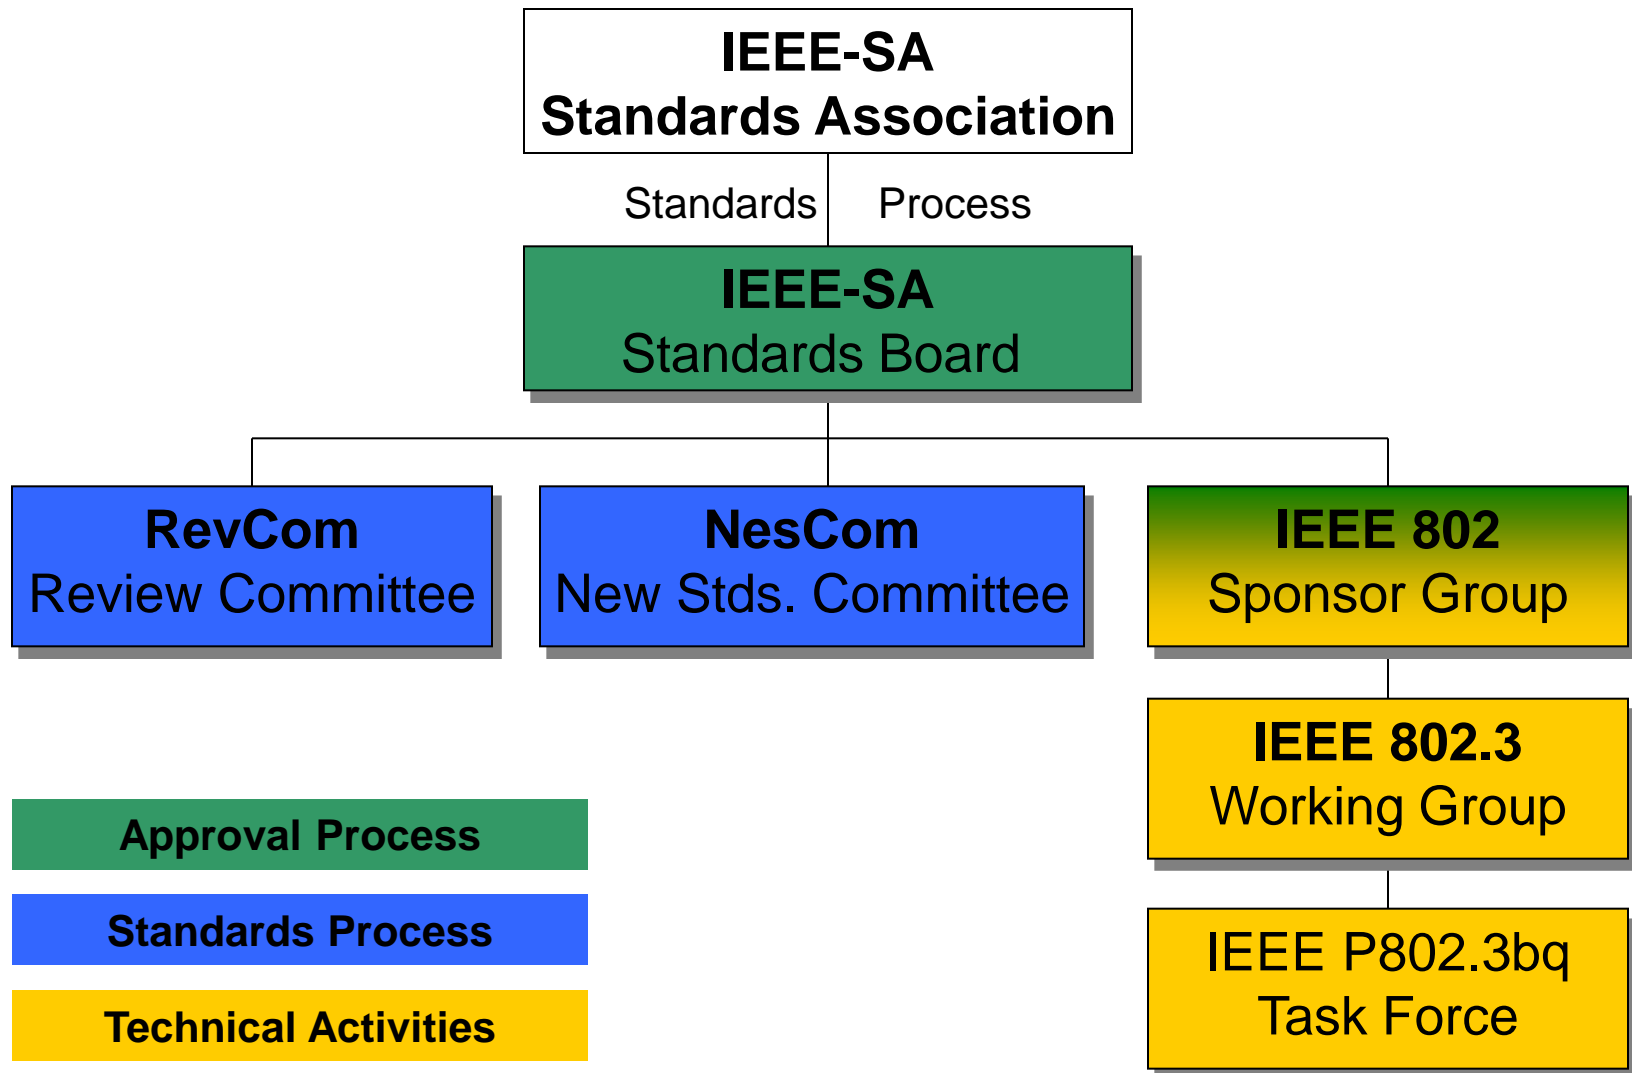 IEEE-SA
Standards Association
Standards Process
IEEE-SA
Standards Board
RevCom
Review Committee
NesCom
New Stds. Committee
IEEE 802
Sponsor Group
IEEE 802.3
Working Group
IEEE P802.3bq
Task Force
Approval Process
Standards Process
Technical Activities